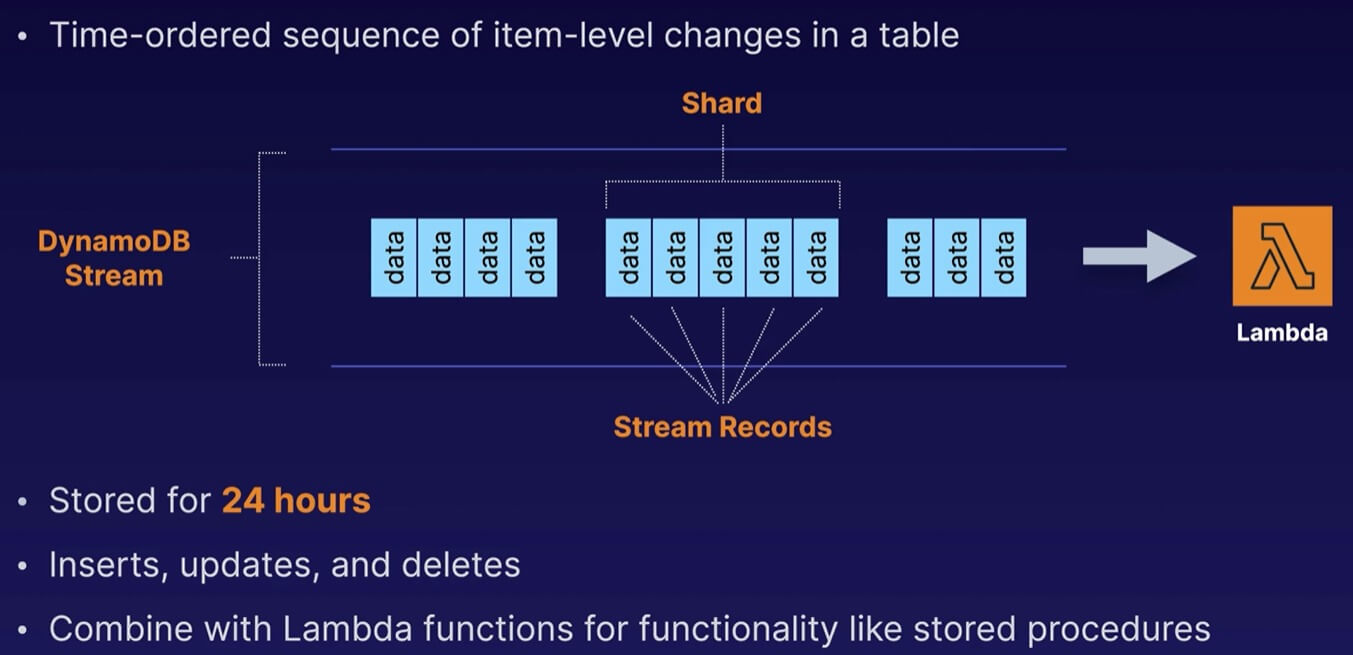 • Time-ordered sequence of item-level changes in a table
Shard
DynamoDB
Stream
data data data data
data data data data data
data data data
Lambda
Stream Records
• Stored for 24 hours
• Inserts, updates, and deletes
• Combine with Lambda functions for functionality like stored procedures